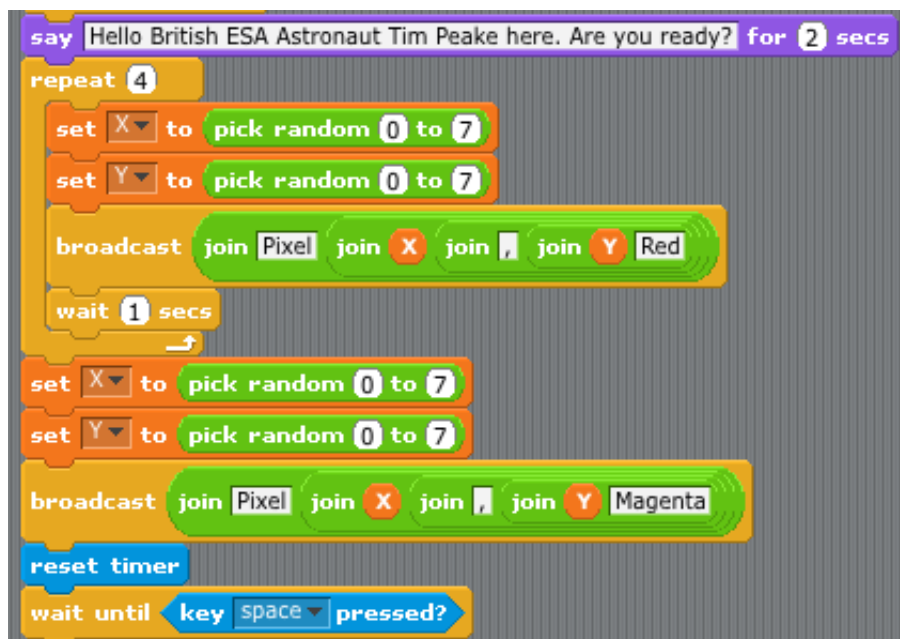 say Hello British ESA Astronaut Tim Peake here. Are you ready? for 2 secs
repeat 4
set X to pick random 0 to 7
set Y to pick random 0 to 7
broadcast join Pixel join X join , join Y Red
wait 1 secs
set X to pick random 0 to 7
set Y to pick random 0 to 7
broadcast join Pixel join X join , join Y Magenta
reset timer
wait until key space pressed?